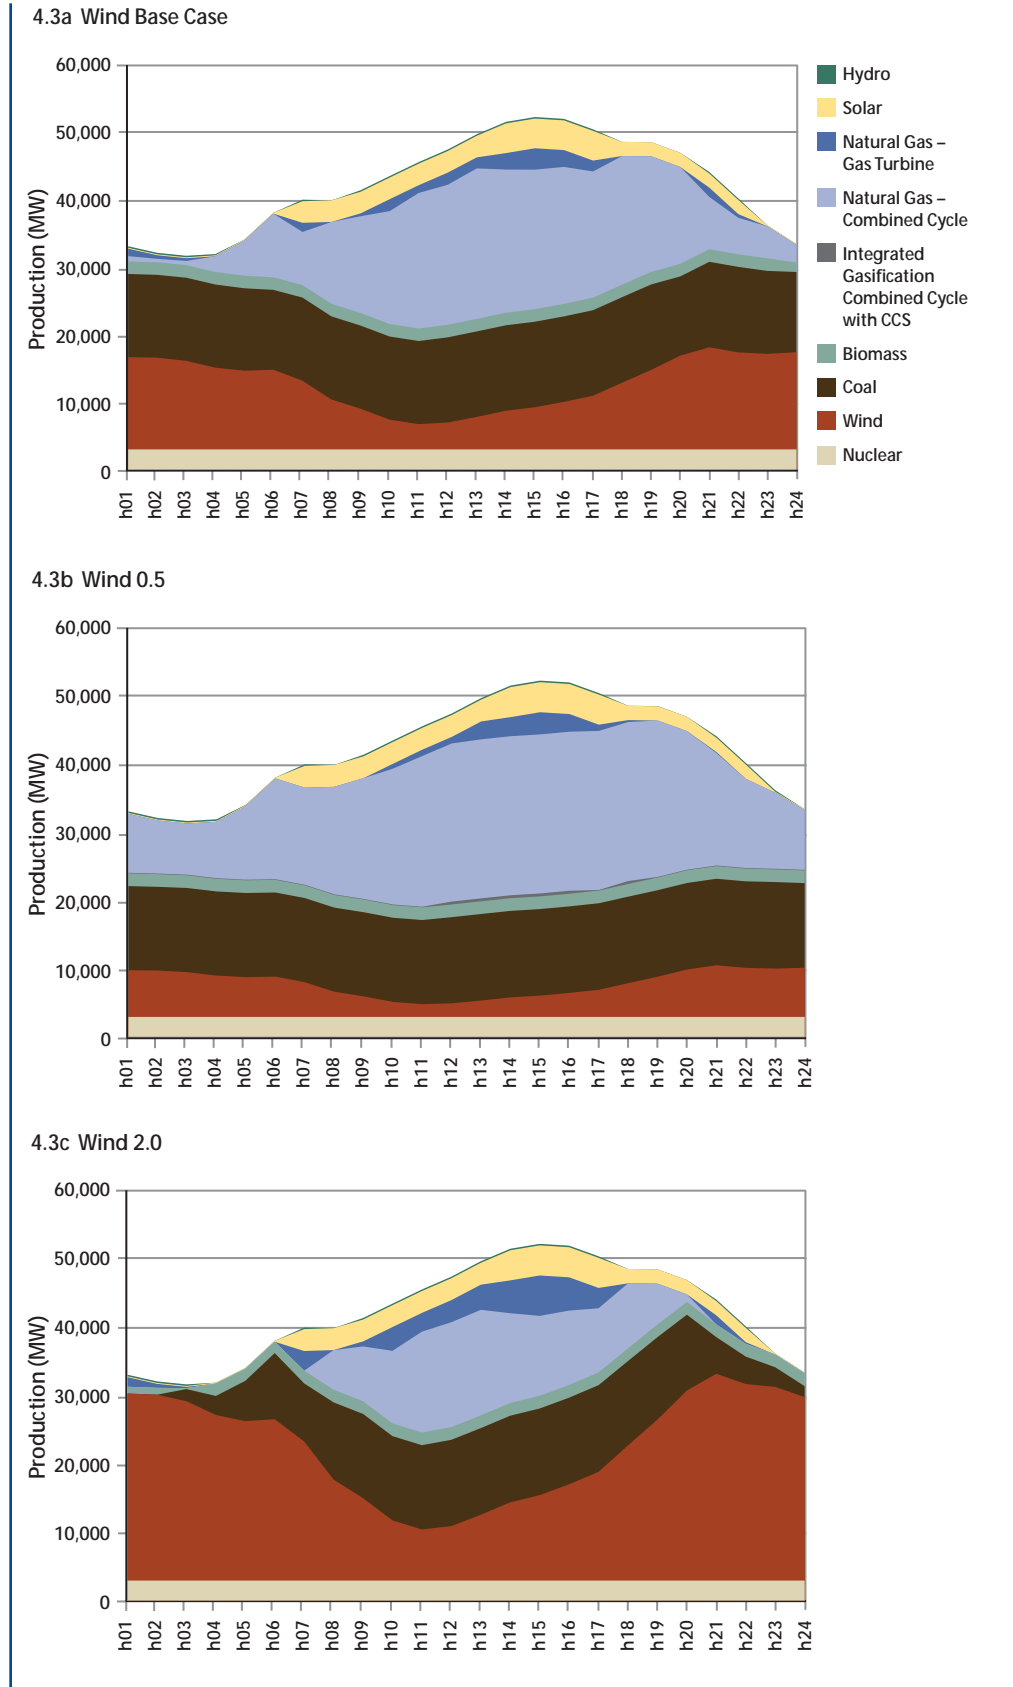 4.3a Wind Base Case
60,000
50,000
40,000
30,000
20,000
10,000
0
Production (MW)
h01 h02 h03 h04 h05 h06 h07 h08 h09 h10 h11 h12 h13 h14 h15 h16 h17 h18 h19 h20 h21 h22 h23 h24
Hydro
Solar
Natural Gas –
Gas Turbine
Natural Gas –
Combined Cycle
Integrated
Gasification
Combined Cycle
with CCS
Biomass
Coal
Wind
Nuclear
4.3b Wind 0.5
60,000
50,000
40,000
30,000
20,000
10,000
0
Production (MW)
h01 h02 h03 h04 h05 h06 h07 h08 h09 h10 h11 h12 h13 h14 h15 h16 h17 h18 h19 h20 h21 h22 h23 h24
4.3c Wind 2.0
60,000
50,000
40,000
30,000
20,000
10,000
0
Production (MW)
h01 h02 h03 h04 h05 h06 h07 h08 h09 h10 h11 h12 h13 h14 h15 h16 h17 h18 h19 h20 h21 h22 h23 h24